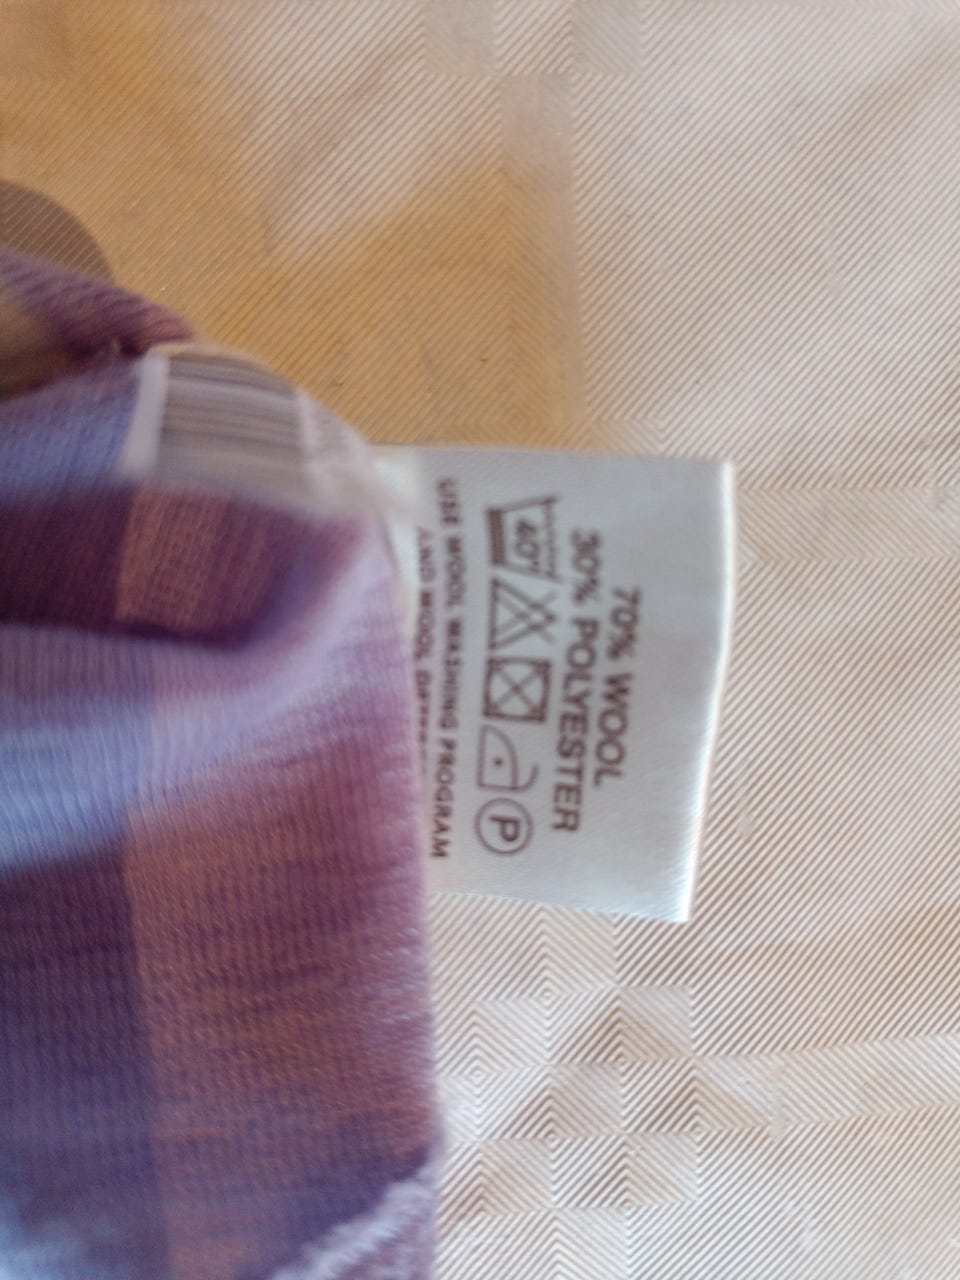 70% WOOL
30% POLYESTER
40°
P
USE WOOL WASHING PROGRAM
AND WOOL